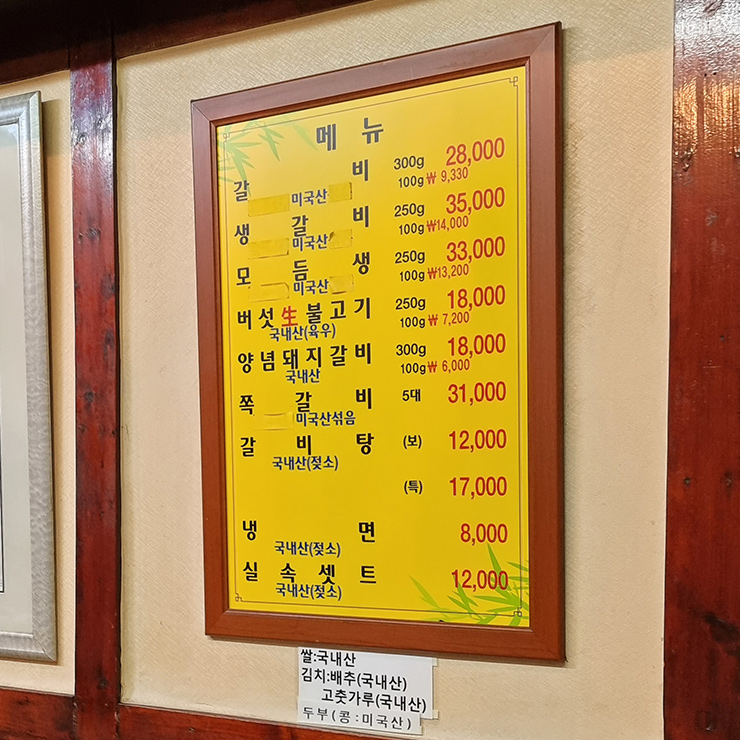 메 뉴
갈 비 300g 28,000
미국산 100g ₩ 9,330
생 갈 비 250g 35,000
미국산 100g ₩14,000
모 듬 생 250g 33,000
미국산 100g ₩13,200
버섯生불고기 250g 18,000
국내산(육우) 100g ₩ 7,200
양념돼지갈비 300g 18,000
국내산 100g ₩ 6,000
쪽 갈 비 5대 31,000
미국산섞음
갈 비 탕 (보) 12,000
국내산(젖소)
(특) 17,000
냉 면 8,000
국내산(젖소)
실 속 셋 트 12,000
국내산(젖소)
쌀:국내산
김치:배추(국내산)
고춧가루(국내산)
두부(콩:미국산)